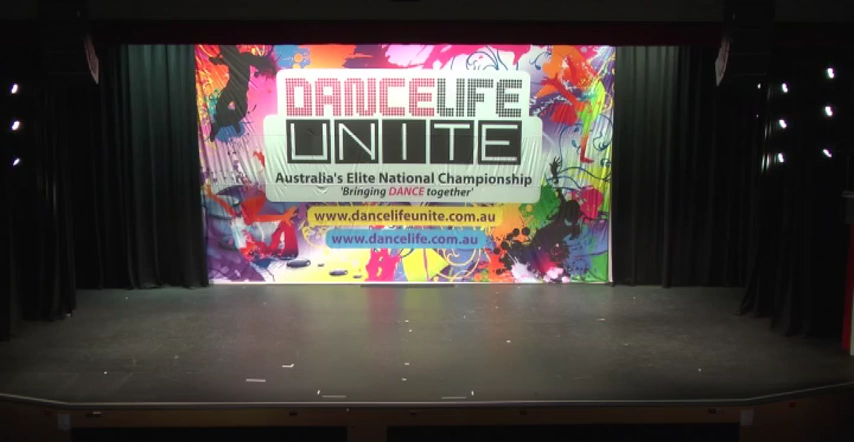 DANCELIFE
UNITE
Australia's Elite National Championship
'Bringing DANCE together'
www.dancelifeunite.com.au
www.dancelife.com.au